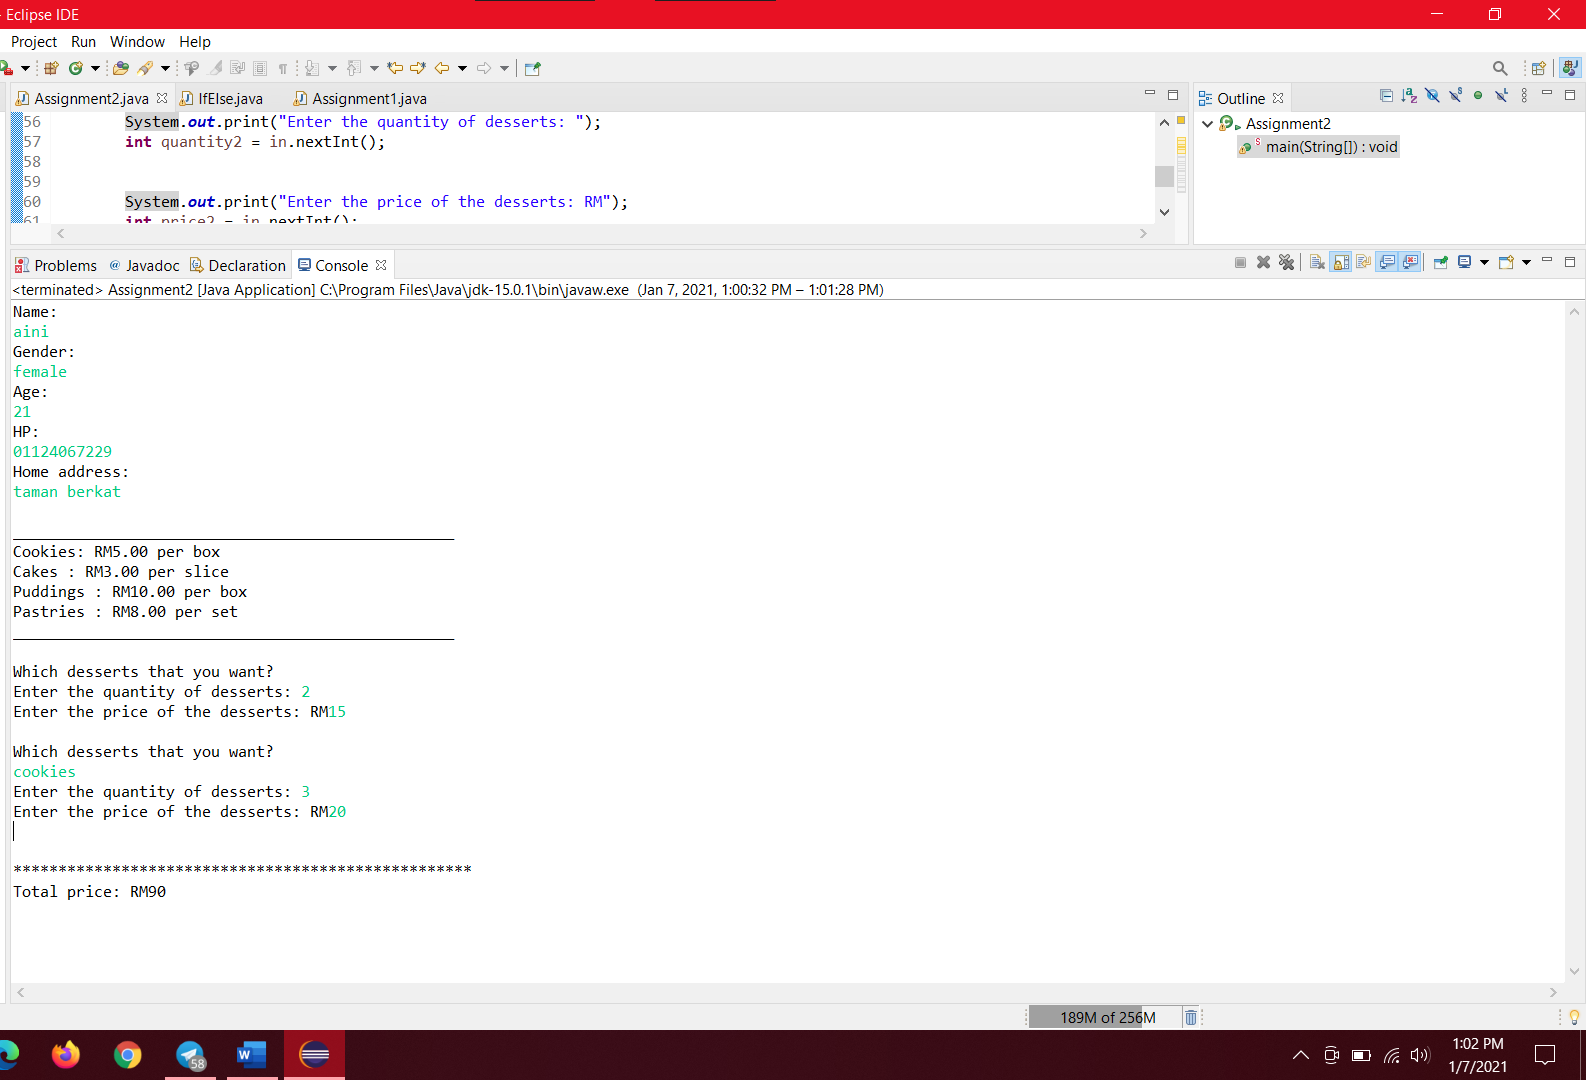 Eclipse IDE
Project Run Window Help
Assignment2.java IfElse.java Assignment1.java
56 System.out.print("Enter the quantity of desserts: ");
57 int quantity2 = in.nextInt();
58
59
60 System.out.print("Enter the price of the desserts: RM");
61 int price2 = in.nextInt();
Outline
Assignment2
main(String[]) : void
Problems @ Javadoc Declaration Console
<terminated> Assignment2 [Java Application] C:\Program Files\Java\jdk-15.0.1\bin\javaw.exe (Jan 7, 2021, 1:00:32 PM – 1:01:28 PM)
Name:
aini
Gender:
female
Age:
21
HP:
01124067229
Home address:
taman berkat
_________________________________________________
Cookies: RM5.00 per box
Cakes : RM3.00 per slice
Puddings : RM10.00 per box
Pastries : RM8.00 per set
_________________________________________________
Which desserts that you want?
Enter the quantity of desserts: 2
Enter the price of the desserts: RM15
Which desserts that you want?
cookies
Enter the quantity of desserts: 3
Enter the price of the desserts: RM20
***************************************************
Total price: RM90
189M of 256M
58
W
1:02 PM
1/7/2021